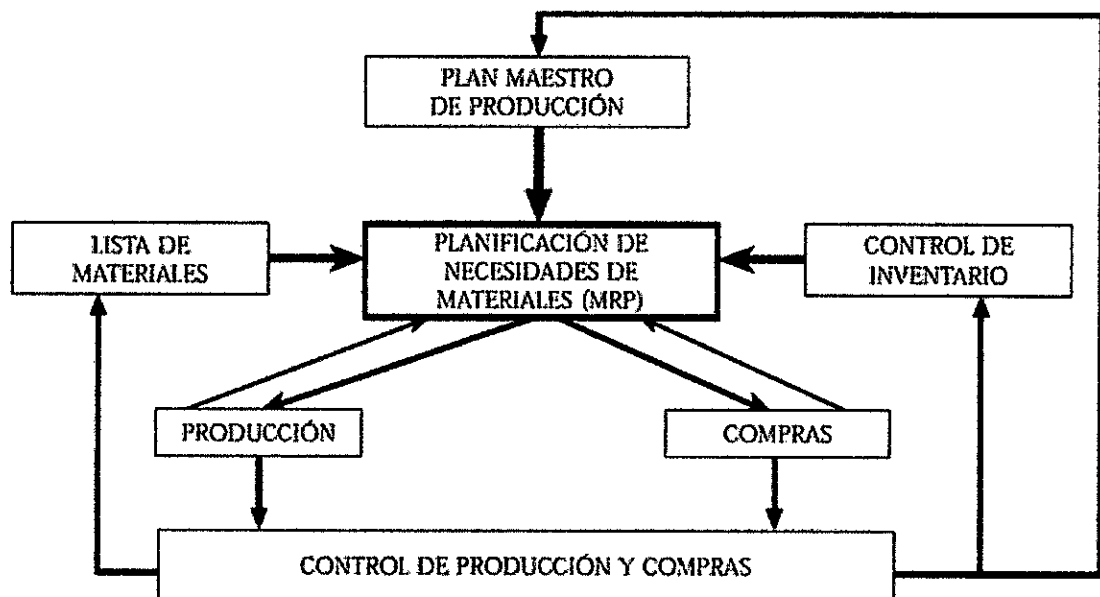 PLAN MAESTRO
DE PRODUCCIÓN
LISTA DE
MATERIALES
PLANIFICACIÓN DE
NECESIDADES DE
MATERIALES (MRP)
CONTROL DE
INVENTARIO
PRODUCCIÓN
COMPRAS
CONTROL DE PRODUCCIÓN Y COMPRAS